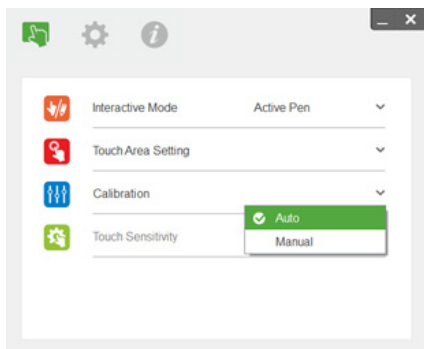 Interactive Mode Active Pen
Touch Area Setting
Calibration
Auto
Touch Sensitivity
Manual